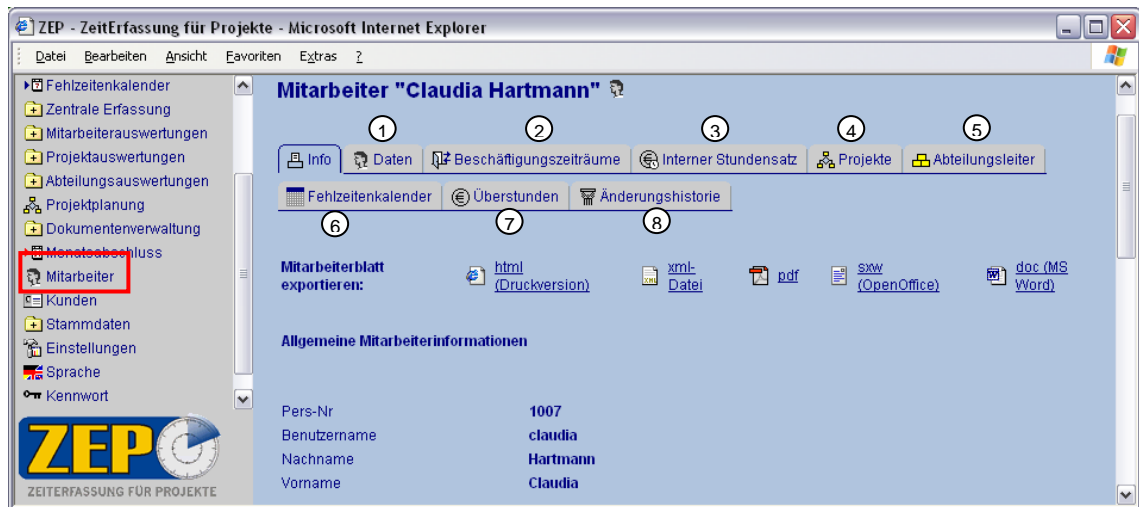 ZEP - ZeitErfassung für Projekte - Microsoft Internet Explorer
Datei Bearbeiten Ansicht Favoriten Extras ?
Fehlzeitenkalender
Zentrale Erfassung
Mitarbeiterauswertungen
Projektauswertungen
Abteilungsauswertungen
Projektplanung
Dokumentenverwaltung
Monatsabschluss
Mitarbeiter
Kunden
Stammdaten
Einstellungen
Sprache
Kennwort
ZEP
ZEITERFASSUNG FÜR PROJEKTE
Mitarbeiter "Claudia Hartmann"
1 2 3 4 5
Info Daten Beschäftigungszeiträume Interner Stundensatz Projekte Abteilungsleiter
Fehlzeitenkalender Überstunden Änderungshistorie
6 7 8
Mitarbeiterblatt exportieren:
html (Druckversion)
xml-Datei
pdf
sxw (OpenOffice)
doc (MS Word)
Allgemeine Mitarbeiterinformationen
Pers-Nr 1007
Benutzername claudia
Nachname Hartmann
Vorname Claudia